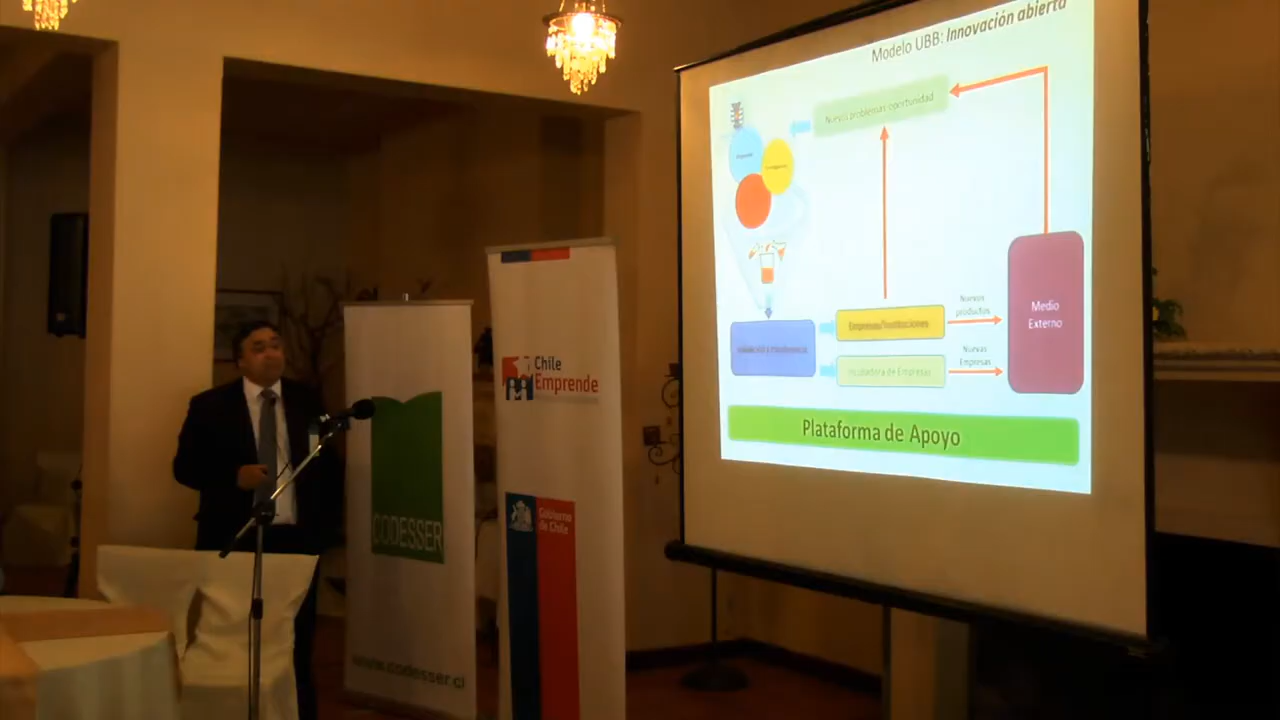 Modelo UBB: Innovación abierta
Nuevos problemas-oportunidad
Empresas/Instituciones
Incubadora de Empresas
Nuevos
productos
Nuevas
Empresas
Medio
Externo
Plataforma de Apoyo
Chile
Emprende
Gobierno
de Chile
CODESSER
www.codesser.cl